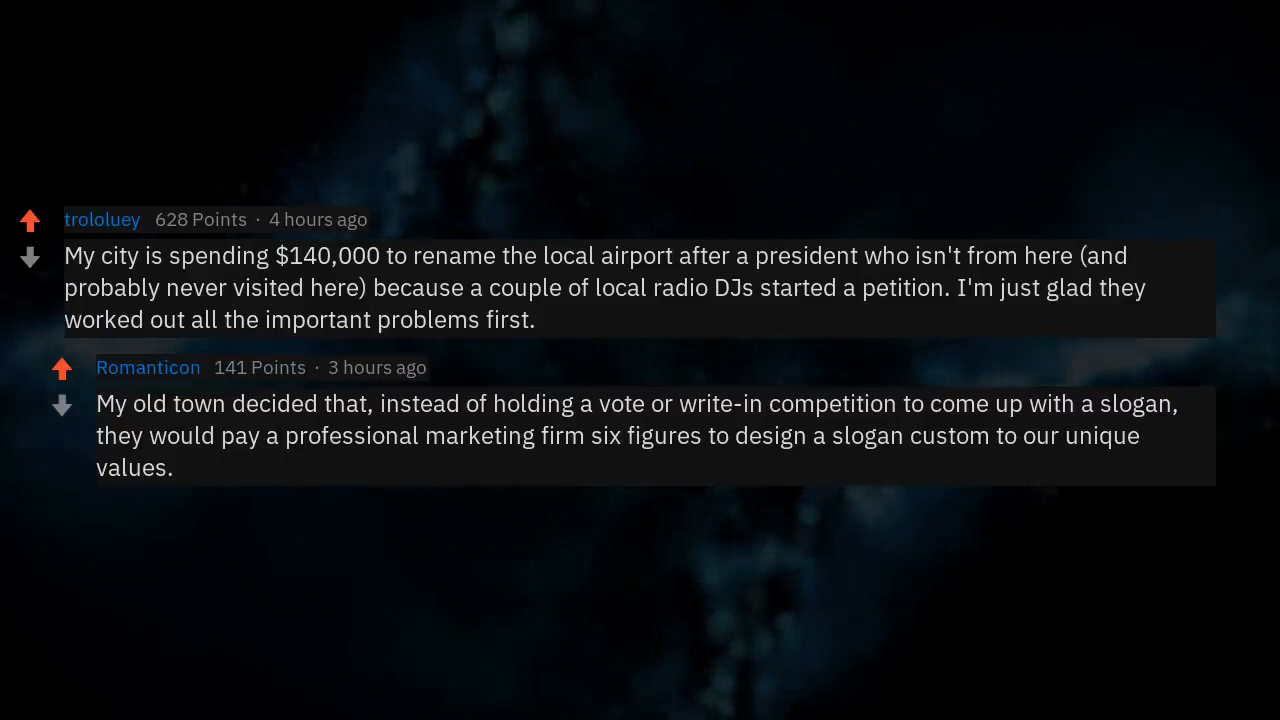 trololuey 628 Points · 4 hours ago
My city is spending $140,000 to rename the local airport after a president who isn't from here (and
probably never visited here) because a couple of local radio DJs started a petition. I'm just glad they
worked out all the important problems first.
Romanticon 141 Points · 3 hours ago
My old town decided that, instead of holding a vote or write-in competition to come up with a slogan,
they would pay a professional marketing firm six figures to design a slogan custom to our unique
values.